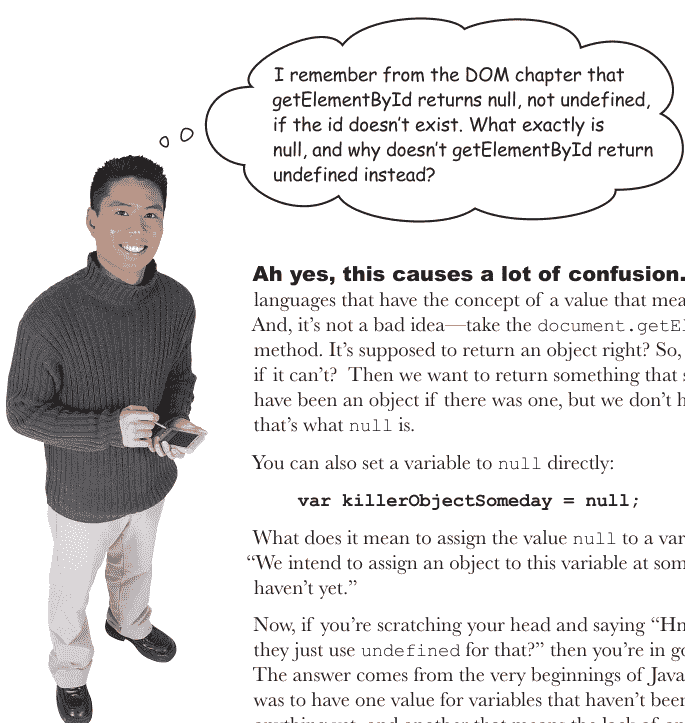 I remember from the DOM chapter that
getElementById returns null, not undefined,
if the id doesn't exist. What exactly is
null, and why doesn't getElementById return
undefined instead?
Ah yes, this causes a lot of confusion.
languages that have the concept of a value that
And, it's not a bad idea—take the
method. It's supposed to return an object right? So,
if it can't? Then we want to return something that
have been an object if there was one, but we don't
that's what null is.
You can also set a variable to null directly:
var killerObjectSomeday = null;
What does it mean to assign the value null to a
“We intend to assign an object to this variable at
haven't yet.”
Now, if you're scratching your head and saying
they just use undefined for that?” then you're in
The answer comes from the very beginnings of
was to have one value for variables that haven't